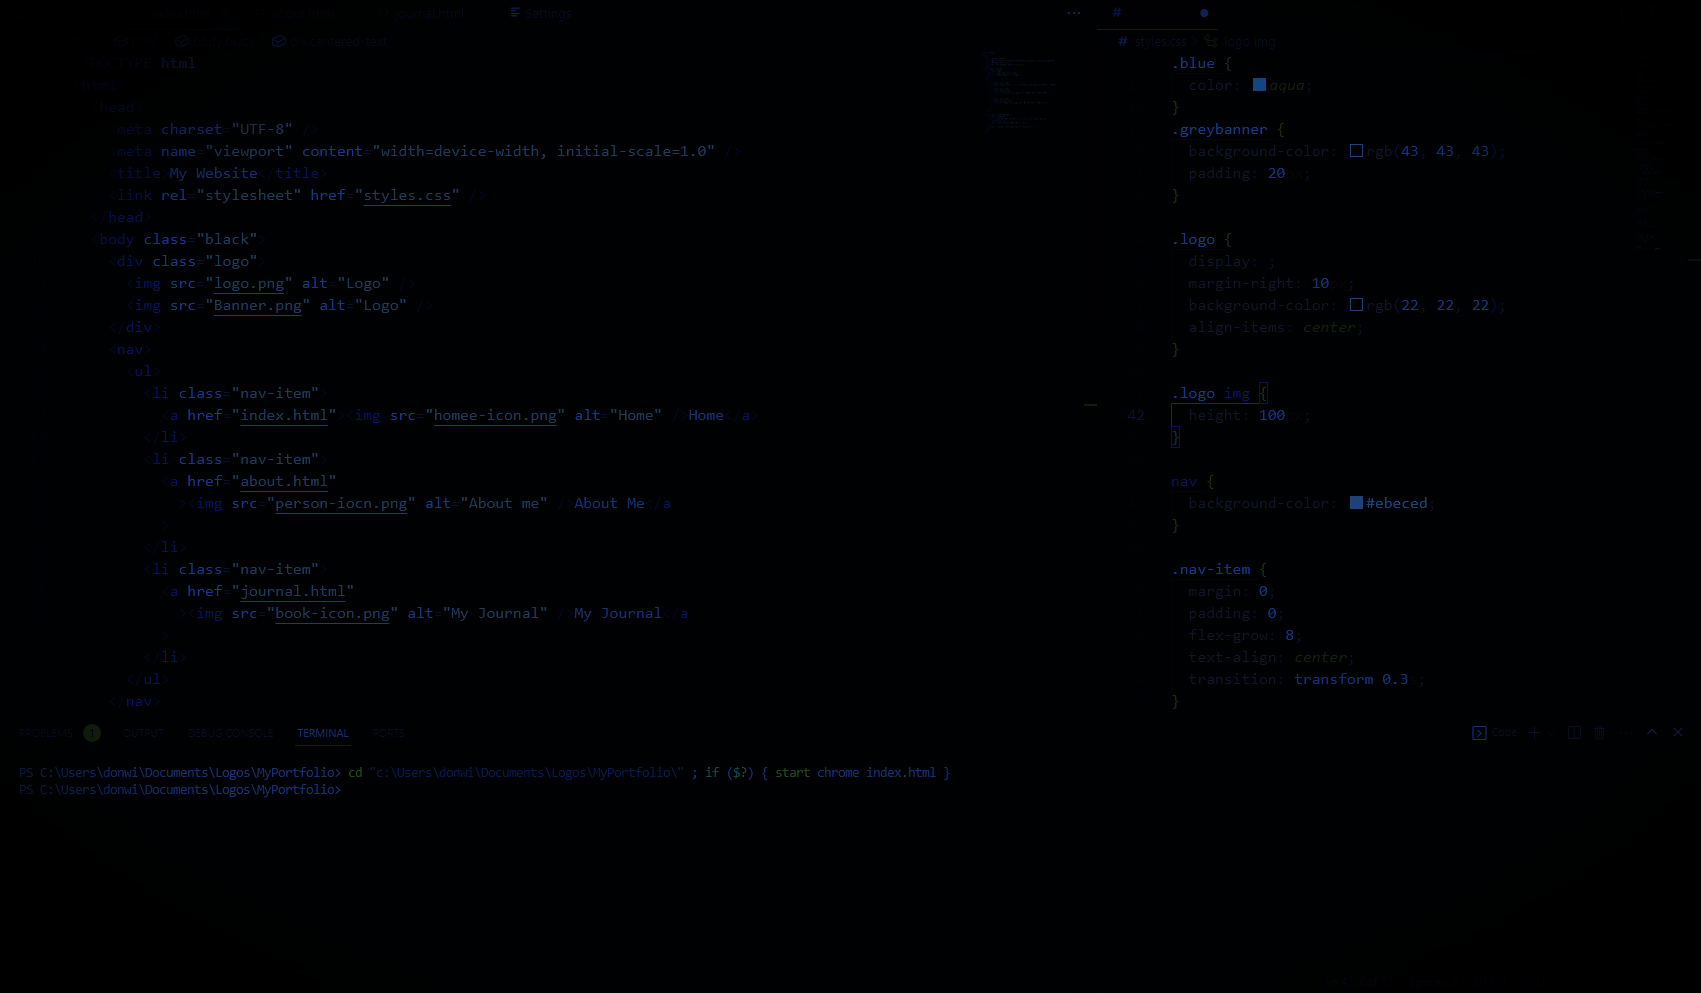 journal.html
Settings
centered-text
<!DOCTYPE html>
html
<head>
<meta charset="UTF-8" />
<meta name="viewport" content="width=device-width, initial-scale=1.0" />
<title>My Website</title>
<link rel="stylesheet" href="styles.css" />
</head>
<body class="black">
<div class="logo">
<img src="logo.png" alt="Logo" />
<img src="Banner.png" alt="Logo" />
</div>
<nav>
<ul>
<li class="nav-item">
<a href="index.html"><img src="homee-icon.png" alt="Home" />Home</a>
</li>
<li class="nav-item">
<a href="about.html"
><img src="person-iocn.png" alt="About me" />About Me</a
>
</li>
<li class="nav-item">
<a href="journal.html"
><img src="book-icon.png" alt="My Journal" />My Journal</a
>
</li>
</ul>
</nav>
#
# styles.css > logo img
.blue {
color: aqua;
}
.greybanner {
background-color: rgb(43, 43, 43);
padding: 20px;
}
.logo {
display: ;
margin-right: 10px;
background-color: rgb(22, 22, 22);
align-items: center;
}
.logo img {
42 height: 100px;
}
nav {
background-color: #ebeced;
}
.nav-item {
margin: 0;
padding: 0;
flex-grow: 8;
text-align: center;
transition: transform 0.3s;
}
PROBLEMS 1 OUTPUT DEBUG CONSOLE TERMINAL PORTS
Code
PS C:\Users\donwi\Documents\Logos\MyPortfolio> cd "c:\Users\donwi\Documents\Logos\MyPortfolio\" ; if ($?) { start chrome index.html }
PS C:\Users\donwi\Documents\Logos\MyPortfolio>